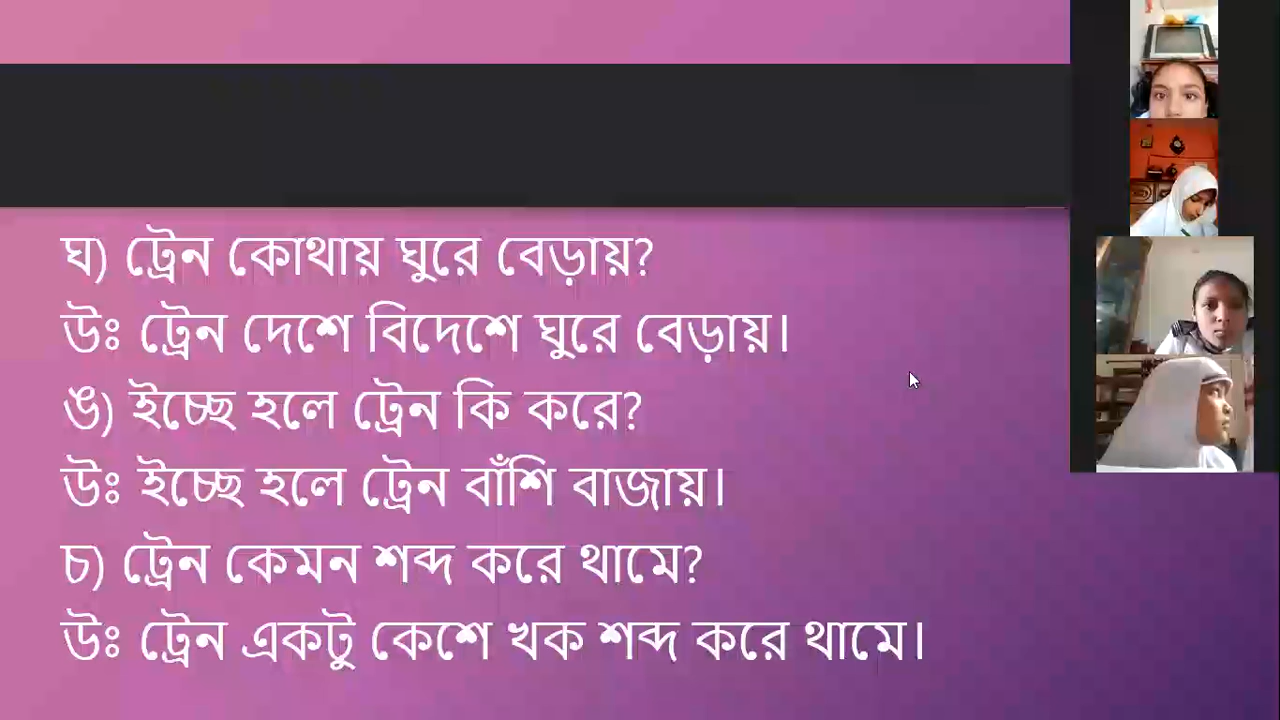 ঘ) ট্রেন কোথায় ঘুরে বেড়ায়?
উঃ ট্রেন দেশে বিদেশে ঘুরে বেড়ায়।
ঙ) ইচ্ছে হলে ট্রেন কি করে?
উঃ ইচ্ছে হলে ট্রেন বাঁশি বাজায়।
চ) ট্রেন কেমন শব্দ করে থামে?
উঃ ট্রেন একটু কেশে খক শব্দ করে থামে।